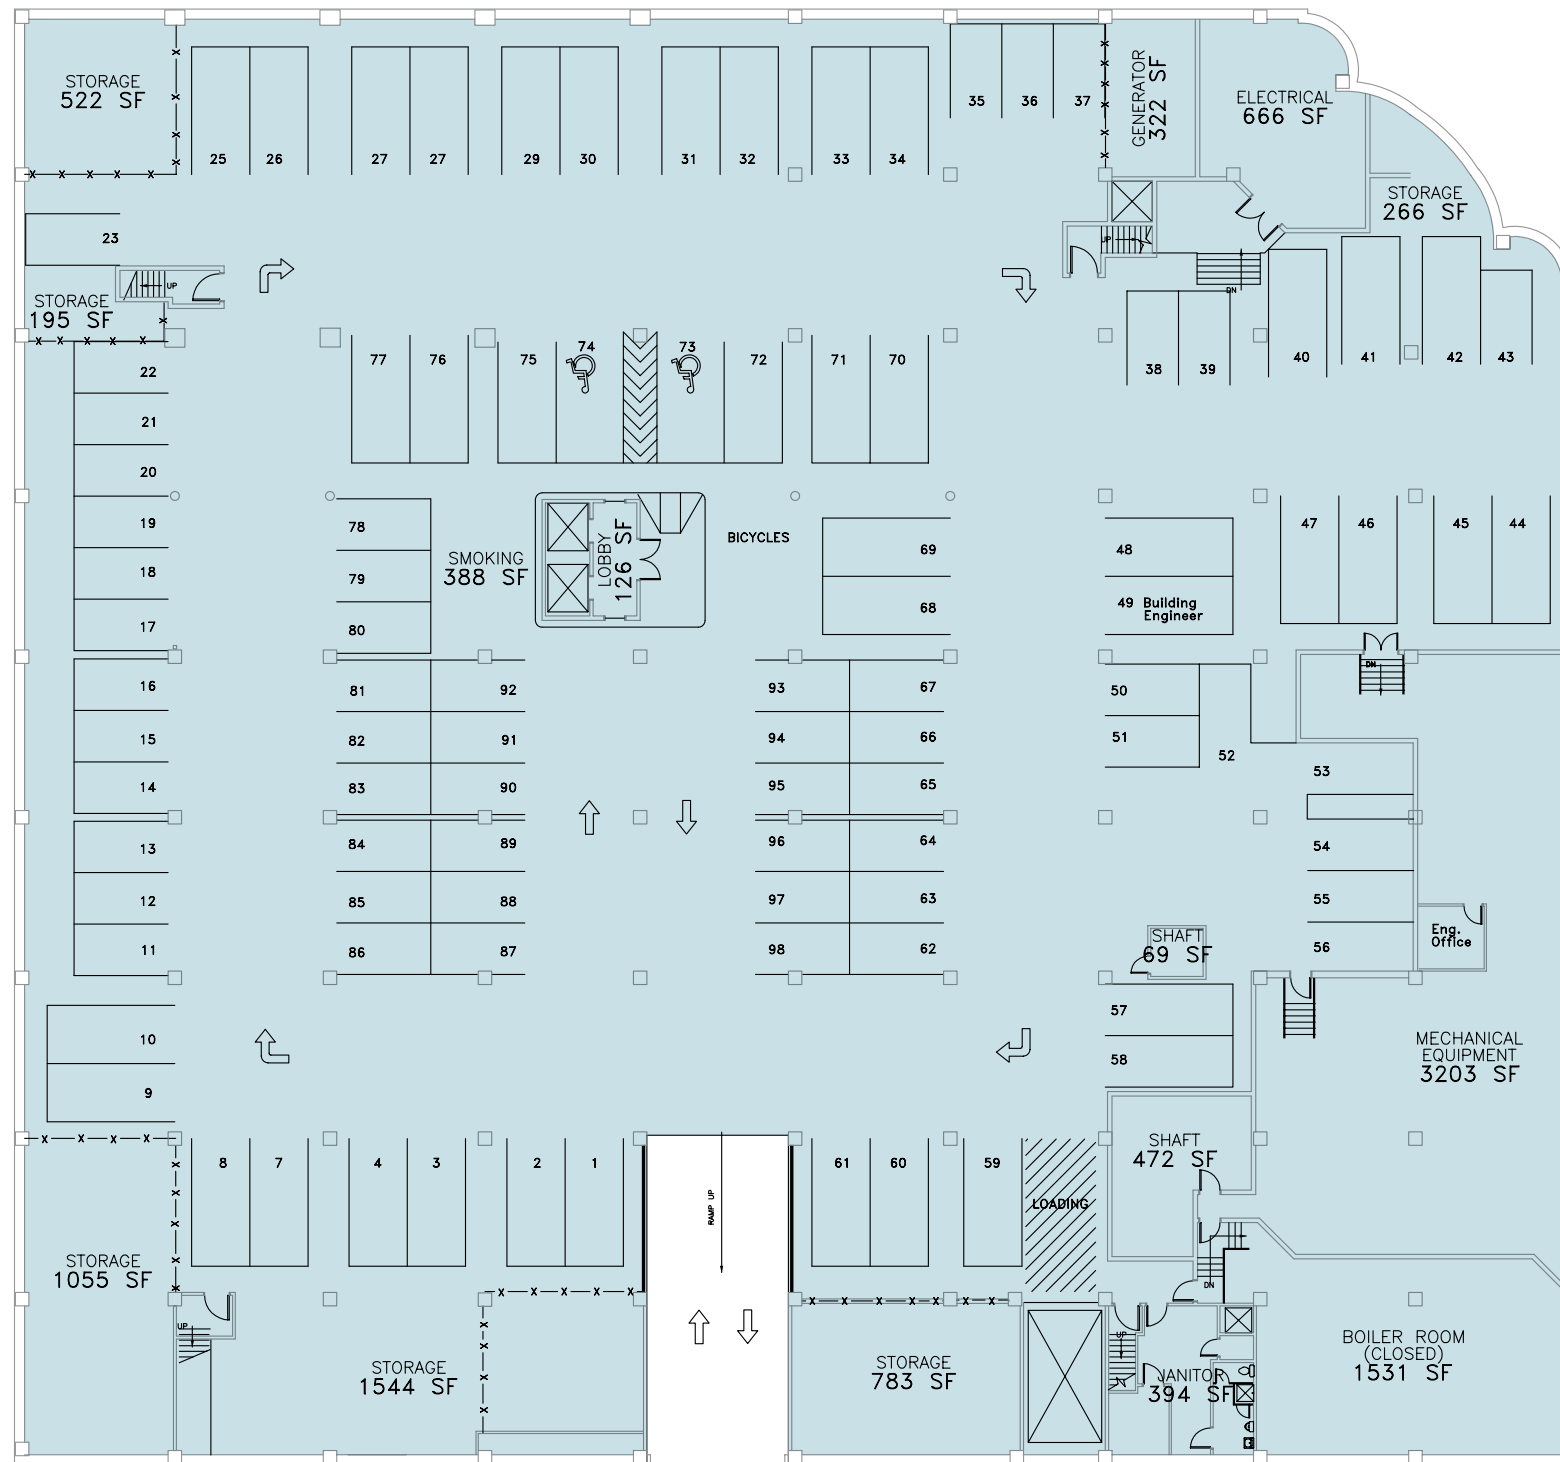 STORAGE
522 SF
25
26
27
27
29
30
31
32
33
34
35
36
37
GENERATOR
322 SF
ELECTRICAL
666 SF
STORAGE
266 SF
23
UP
STORAGE
195 SF
UP
DN
22
21
20
19
18
17
16
15
14
13
12
11
10
9
77
76
75
74
73
72
71
70
38
39
40
41
42
43
78
79
80
SMOKING
388 SF
LOBBY
126 SF
BICYCLES
69
68
48
49 Building
Engineer
47
46
45
44
DN
81
92
82
91
83
90
84
89
85
88
86
87
93
67
94
66
95
65
96
64
97
63
98
62
50
51
52
53
54
55
56
Eng.
Office
SHAFT
69 SF
57
58
MECHANICAL
EQUIPMENT
3203 SF
8
7
4
3
2
1
RAMP UP
61
60
59
LOADING
SHAFT
472 SF
DN
STORAGE
1055 SF
UP
STORAGE
1544 SF
STORAGE
783 SF
UP
JANITOR
394 SF
BOILER ROOM
(CLOSED)
1531 SF